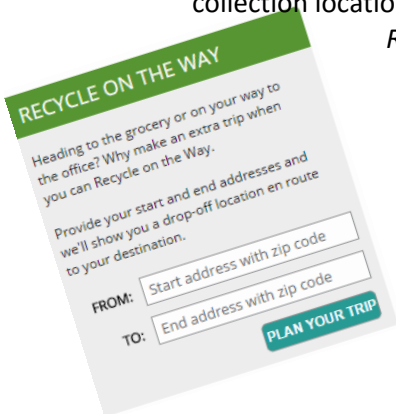 collection locatio
R
RECYCLE ON THE WAY
Heading to the grocery or on your way to
the office? Why make an extra trip when
you can Recycle on the Way.
Provide your start and end addresses and
we'll show you a drop-off location en route
to your destination.
FROM: Start address with zip code
TO: End address with zip code
PLAN YOUR TRIP